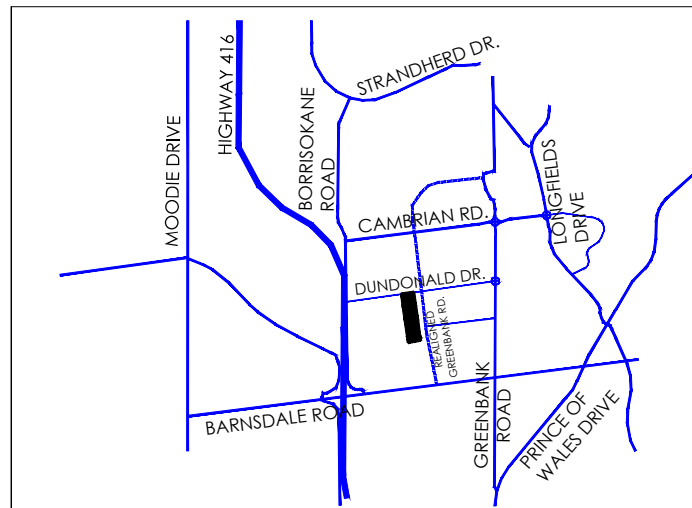 STRANDHERD DR.
HIGHWAY 416
BORRISOKANE
ROAD
MOODIE DRIVE
CAMBRIAN RD.
LONGFIELDS
DRIVE
DUNDONALD DR.
REALIGNED
GREENBANK RD.
BARNSDALE ROAD
GREENBANK
ROAD
PRINCE OF
WALES DRIVE